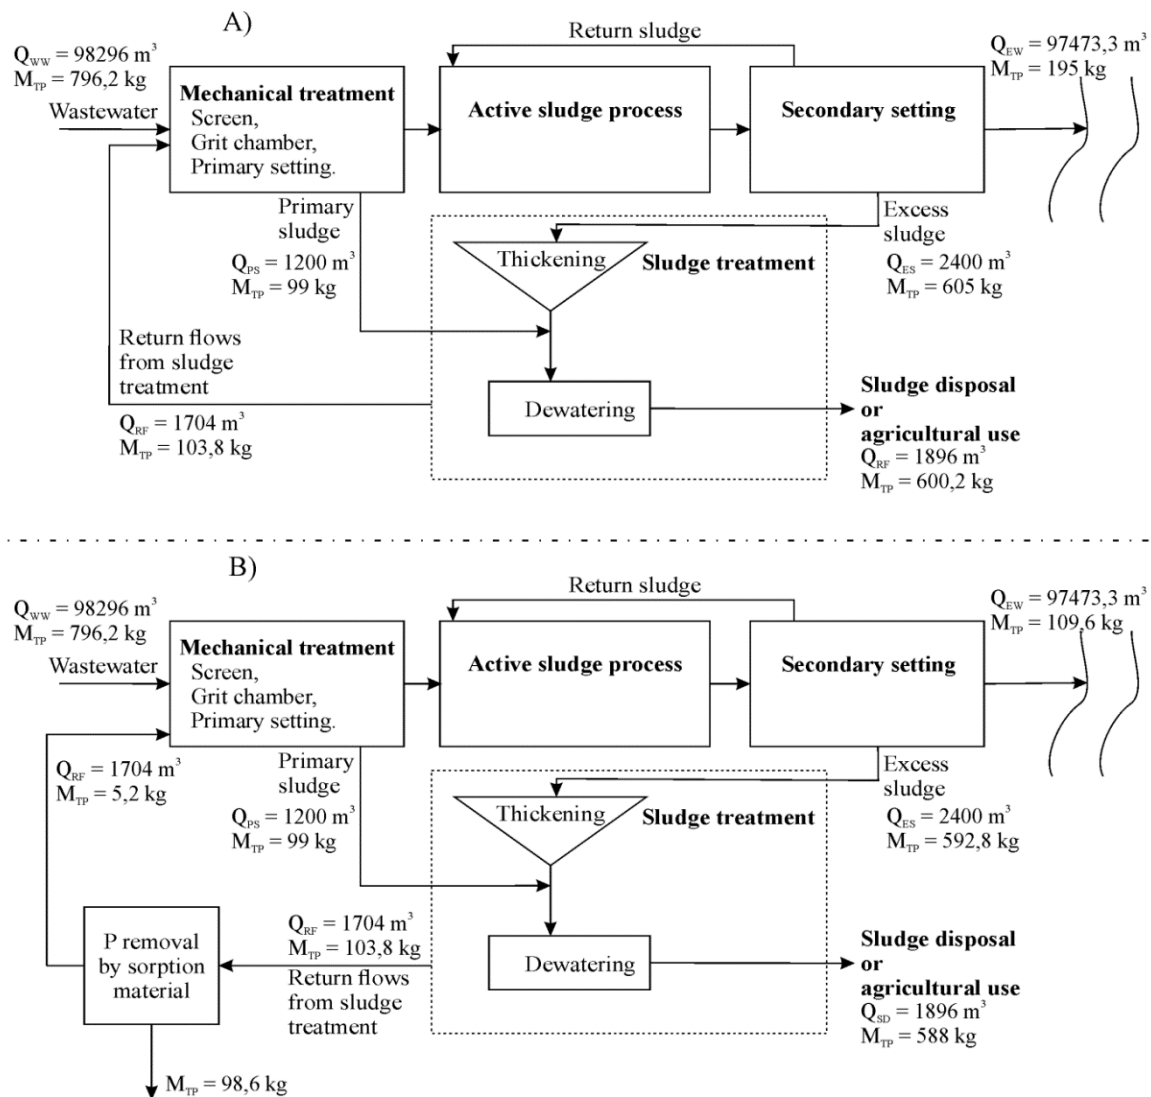 A)
Q_WW = 98296 m³
M_TP = 796,2 kg
Wastewater
Mechanical treatment
Screen,
Grit chamber,
Primary setting.
Return sludge
Active sludge process
Secondary setting
Q_EW = 97473,3 m³
M_TP = 195 kg
Primary
sludge
Q_PS = 1200 m³
M_TP = 99 kg
Thickening
Sludge treatment
Excess
sludge
Q_ES = 2400 m³
M_TP = 605 kg
Return flows
from sludge
treatment
Q_RF = 1704 m³
M_TP = 103,8 kg
Dewatering
Sludge disposal
or
agricultural use
Q_RF = 1896 m³
M_TP = 600,2 kg
B)
Q_WW = 98296 m³
M_TP = 796,2 kg
Wastewater
Mechanical treatment
Screen,
Grit chamber,
Primary setting.
Return sludge
Active sludge process
Secondary setting
Q_EW = 97473,3 m³
M_TP = 109,6 kg
Q_RF = 1704 m³
M_TP = 5,2 kg
Primary
sludge
Q_PS = 1200 m³
M_TP = 99 kg
Thickening
Sludge treatment
Excess
sludge
Q_ES = 2400 m³
M_TP = 592,8 kg
P removal
by sorption
material
Q_RF = 1704 m³
M_TP = 103,8 kg
Return flows
from sludge
treatment
Dewatering
Sludge disposal
or
agricultural use
Q_SD = 1896 m³
M_TP = 588 kg
M_TP = 98,6 kg